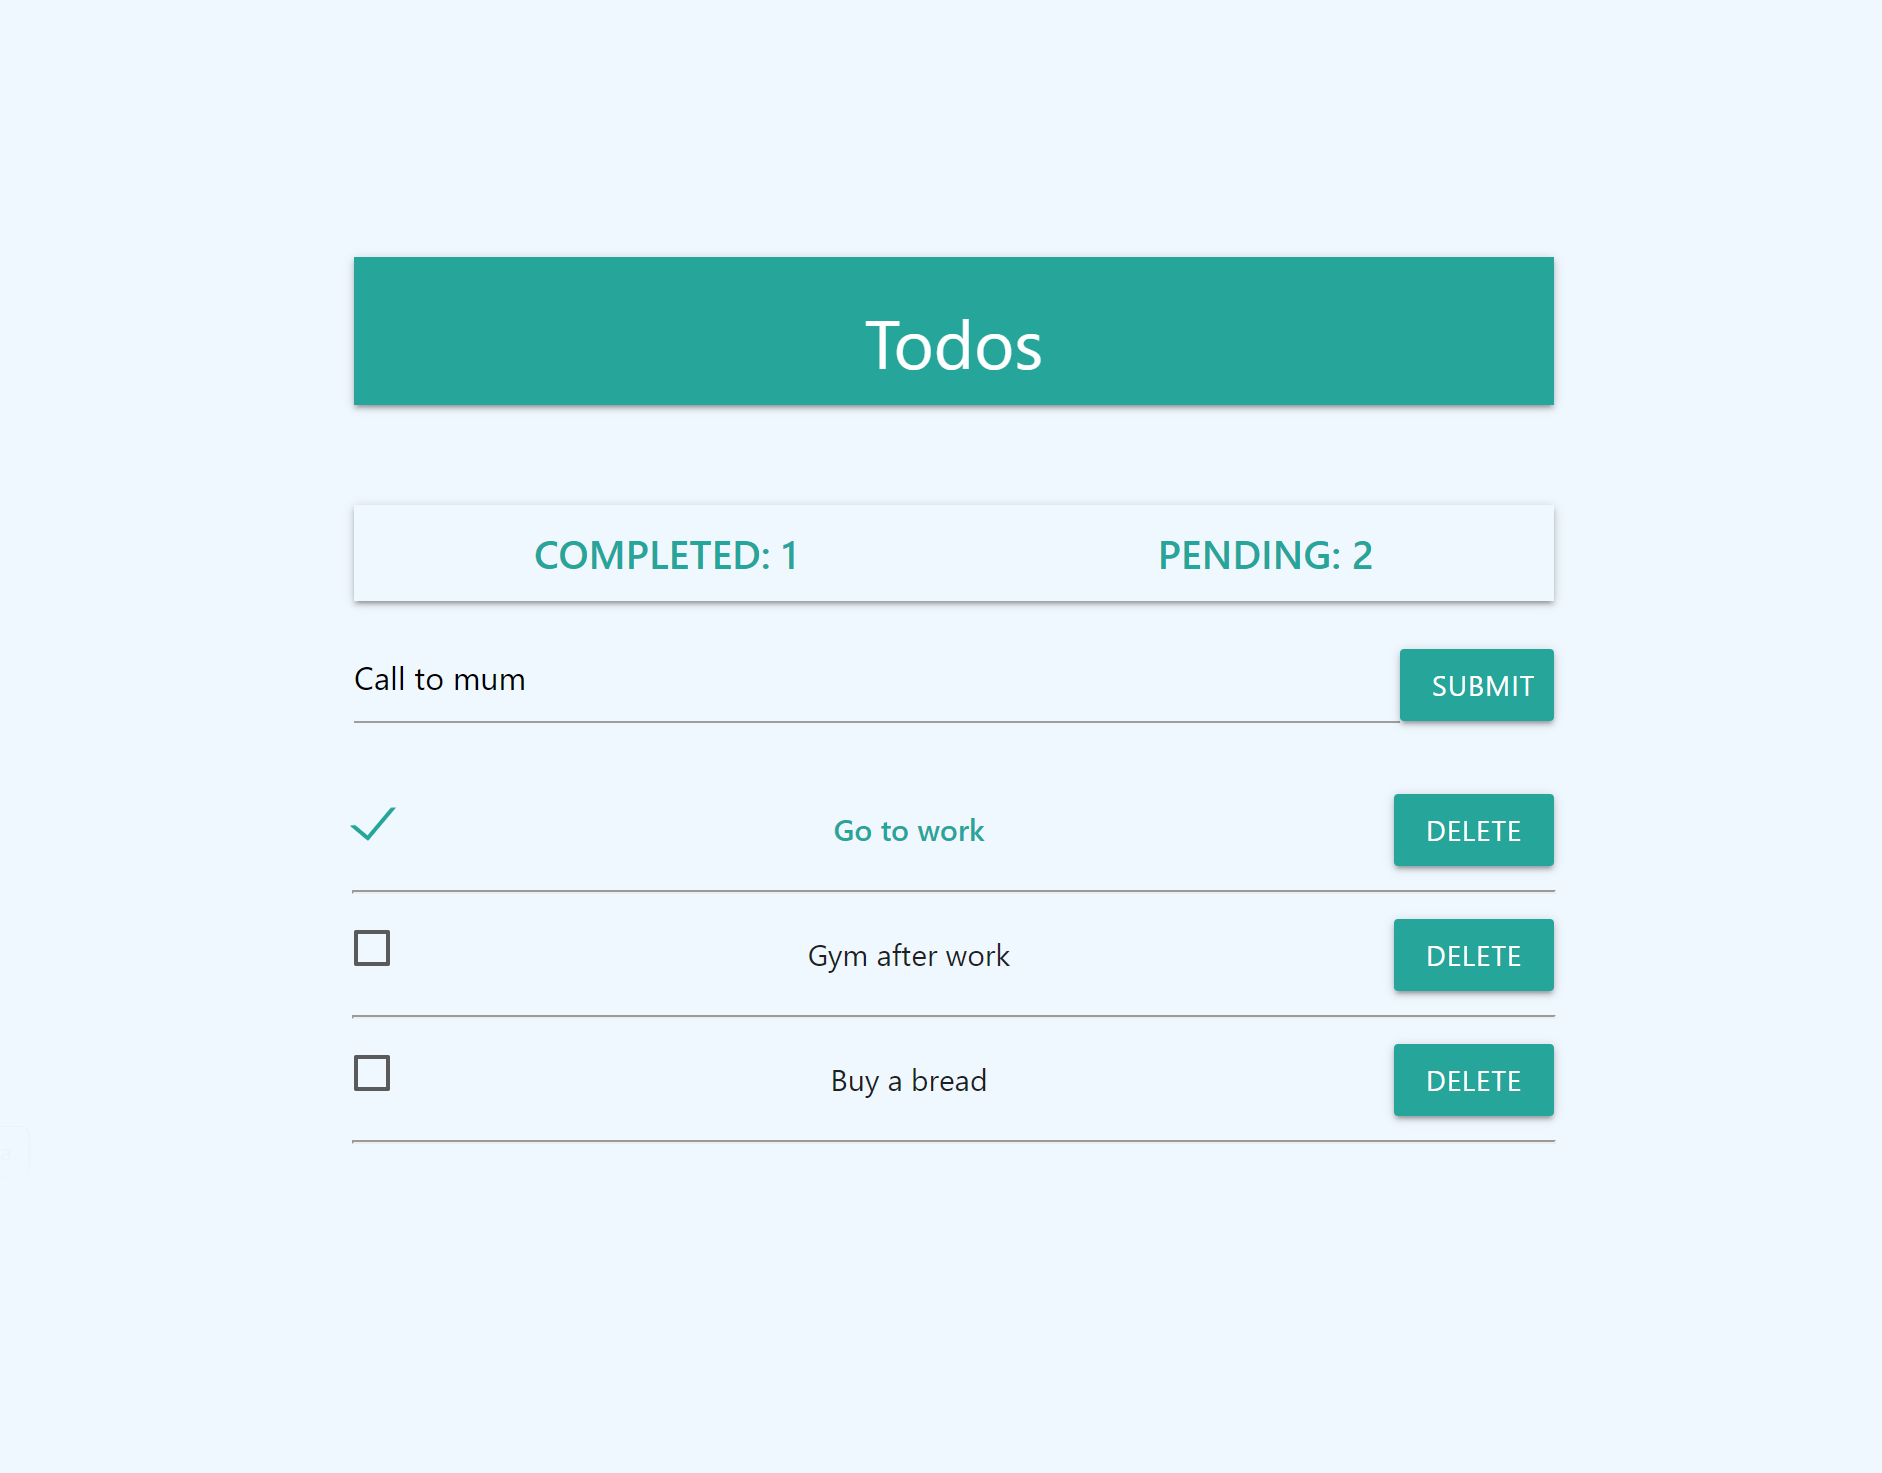 Todos
COMPLETED: 1 PENDING: 2
Call to mum SUBMIT
Go to work DELETE
Gym after work DELETE
Buy a bread DELETE